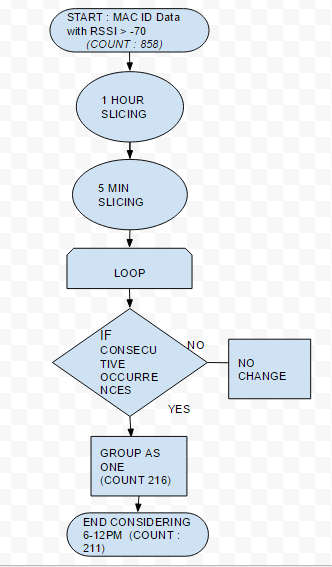 START : MAC ID Data
with RSSI > -70
(COUNT : 858)
1 HOUR
SLICING
5 MIN
SLICING
LOOP
IF
CONSECU
TIVE
OCCURRE
NCES
NO
NO
CHANGE
YES
GROUP AS
ONE
(COUNT 216)
END CONSIDERING
6-12PM (COUNT :
211)